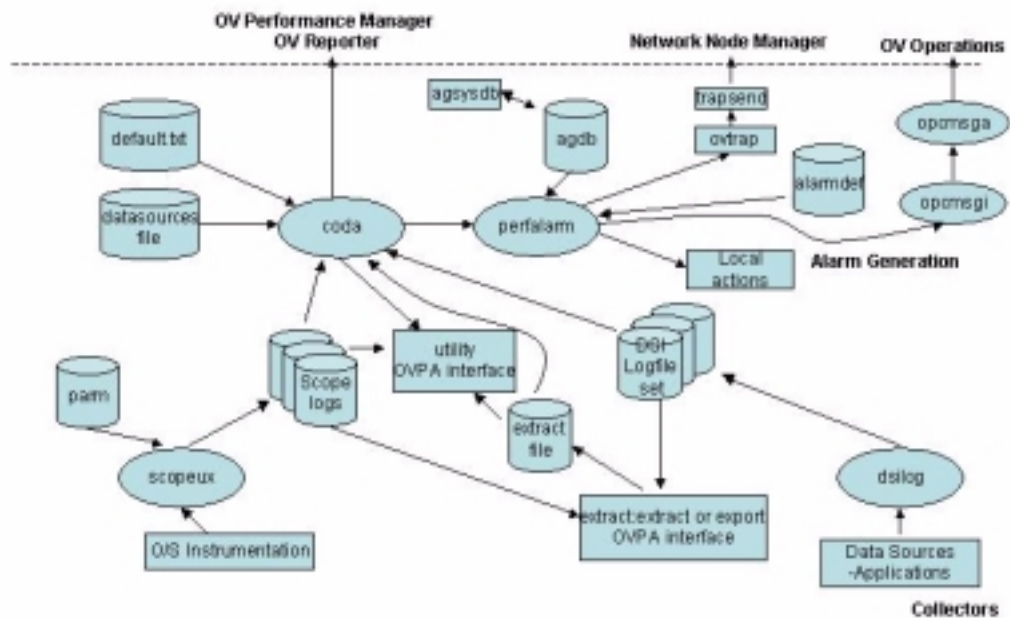 OV Performance Manager
OV Reporter
Network Node Manager
OV Operations
agsysdb
trapsend
default.txt
agdb
ovtrap
opcmsga
alarmdef
datasources
file
coda
perfalarm
opcmsgi
Local
actions
Alarm Generation
utility
OVPA interface
DSI
Logfile
set
Scope
logs
parm
extract
file
scopeux
dsilog
extract:extract or export
OVPA interface
O/S Instrumentation
Data Sources
-Applications
Collectors